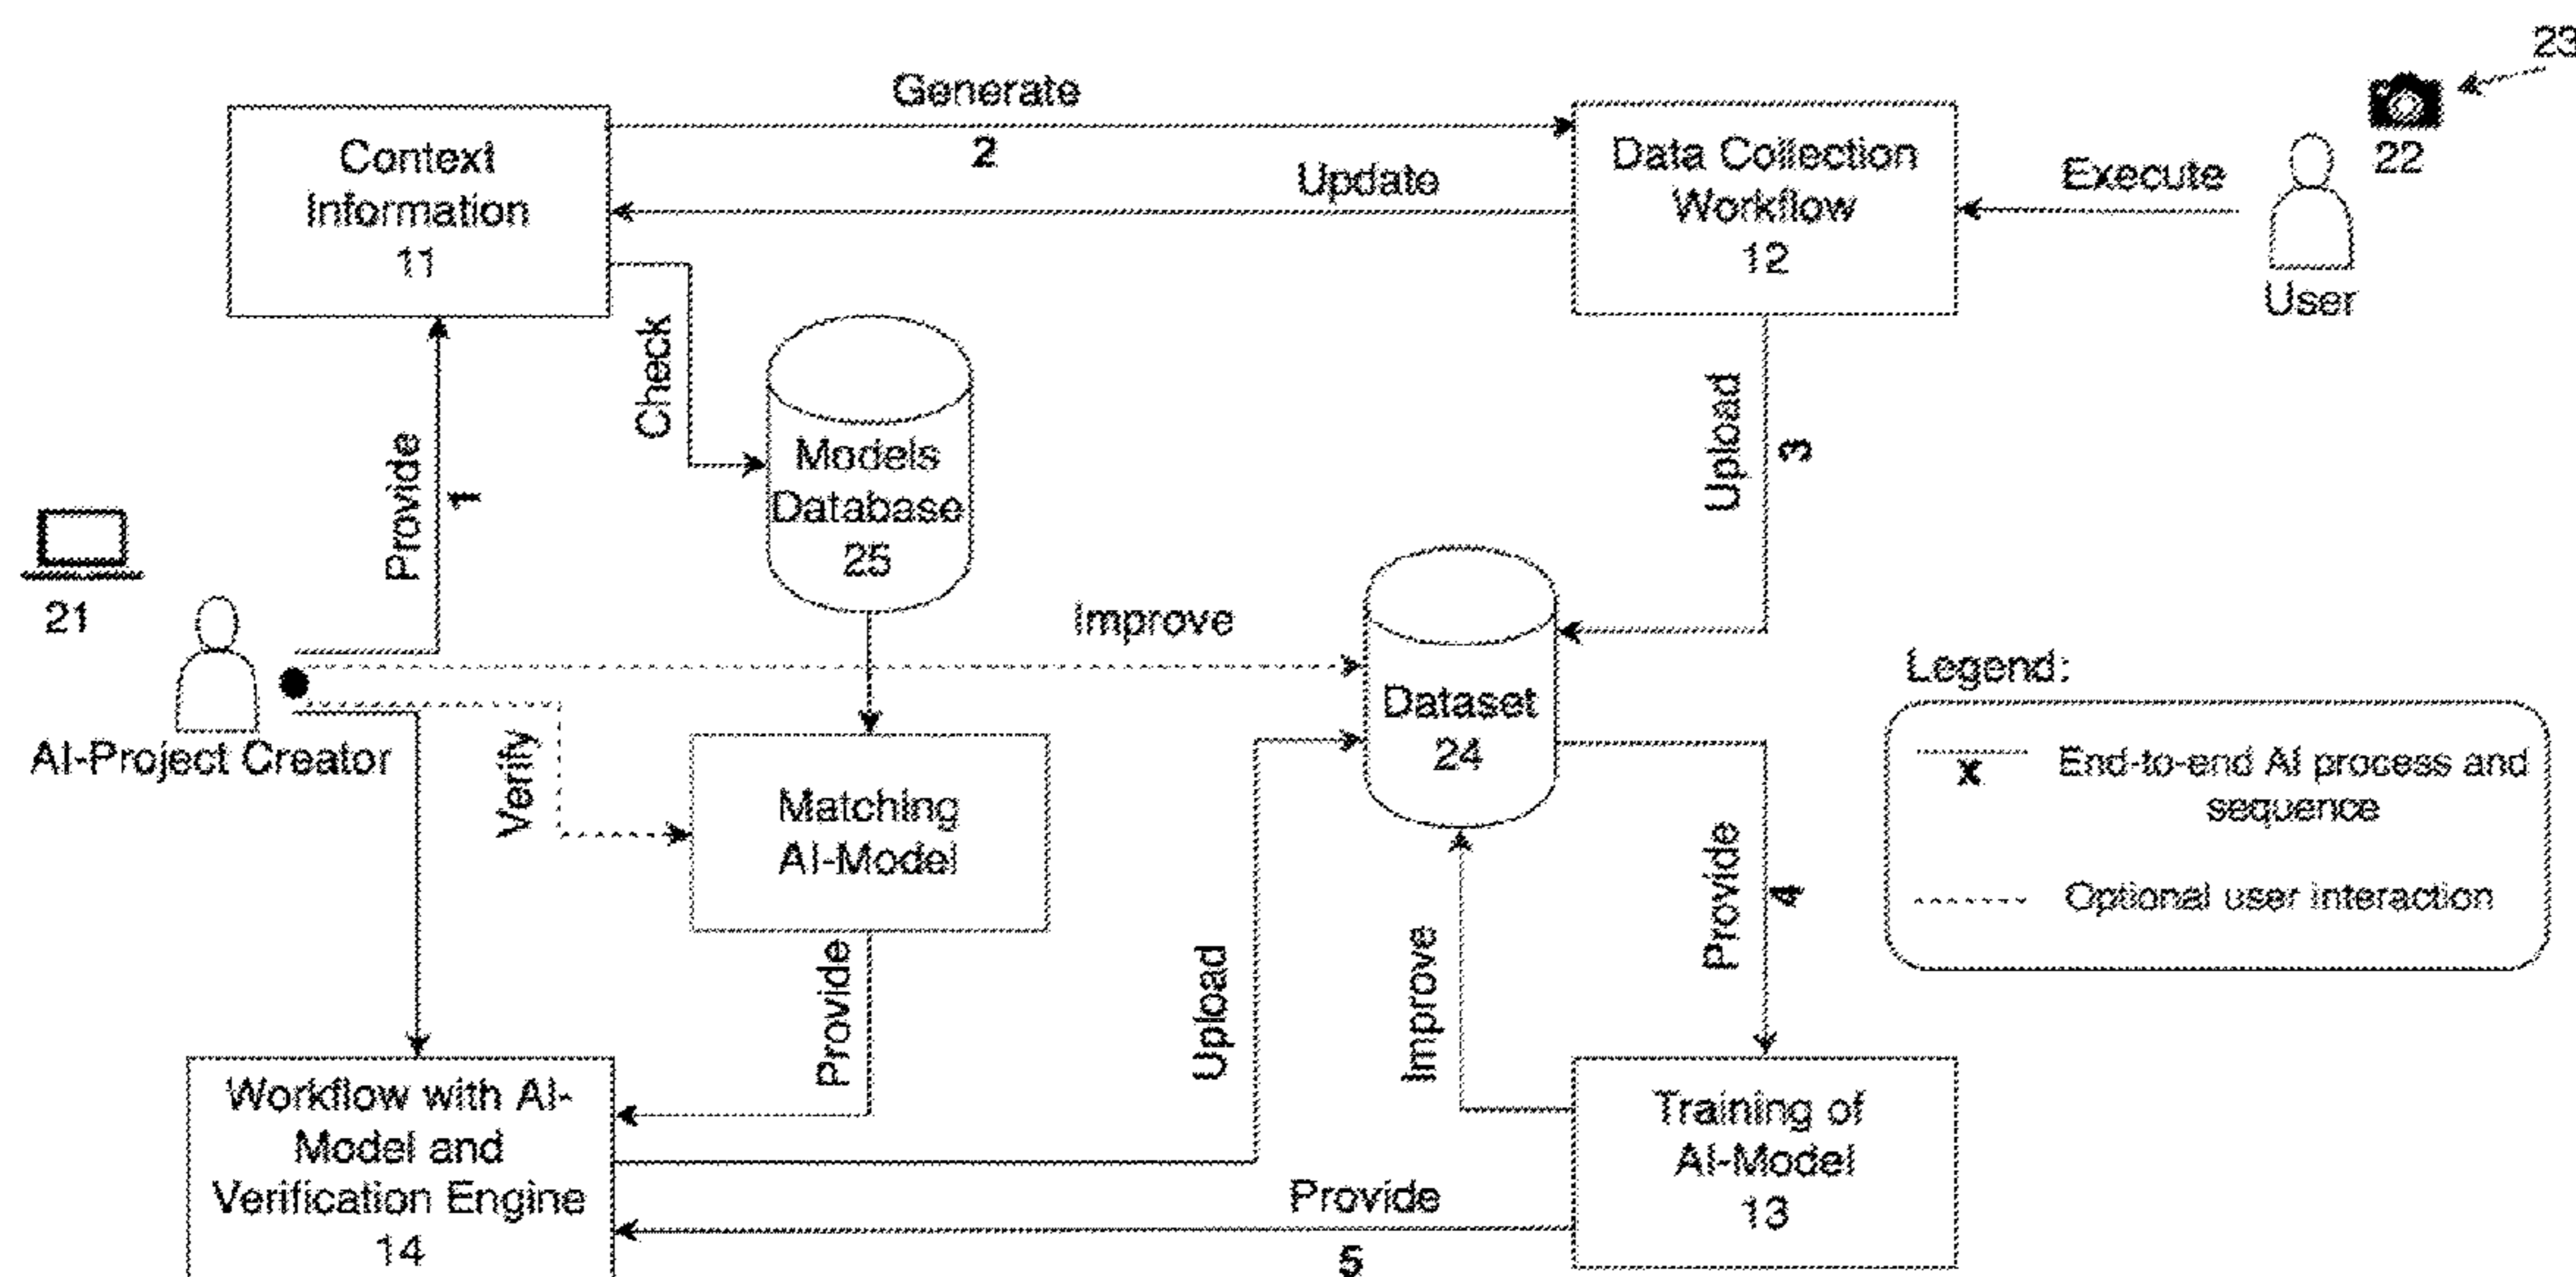 23
Generate
2
Context
Information
11
Data Collection
Workflow
12
22
Execute
Update
User
Check
Upload
3
Provide
1
Models
Database
25
21
Improve
Legend:
AI-Project Creator
Verify
Dataset
24
x
End-to-end AI process and
sequence
Matching
AI-Model
Provide
4
Optional user interaction
Provide
Upload
Improve
Workflow with AI-
Model and
Verification Engine
14
Training of
AI-Model
13
Provide
5